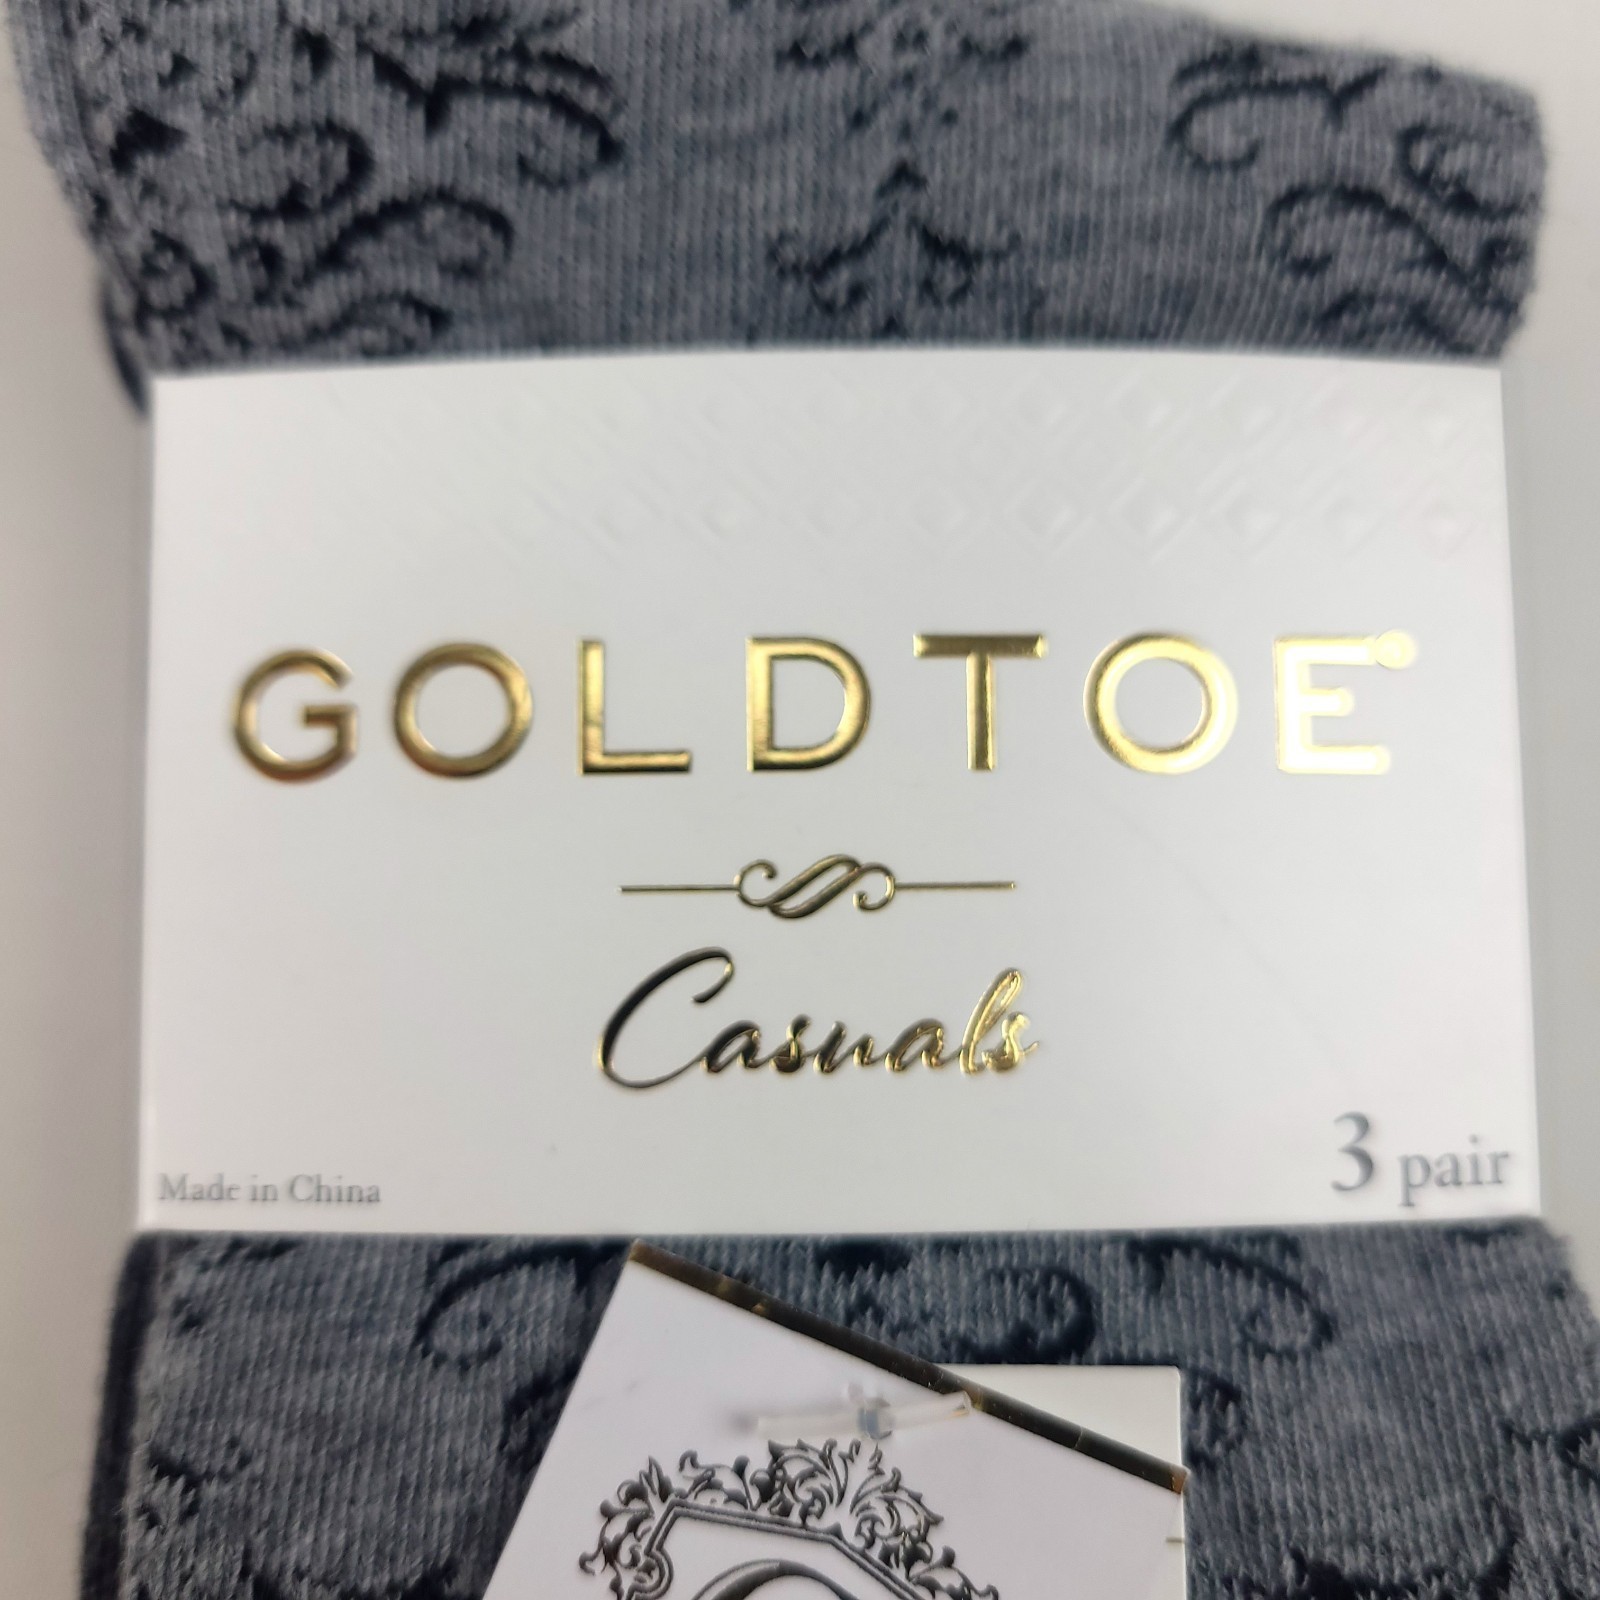 GOLDTOE
Casuals
Made in China
3 pair